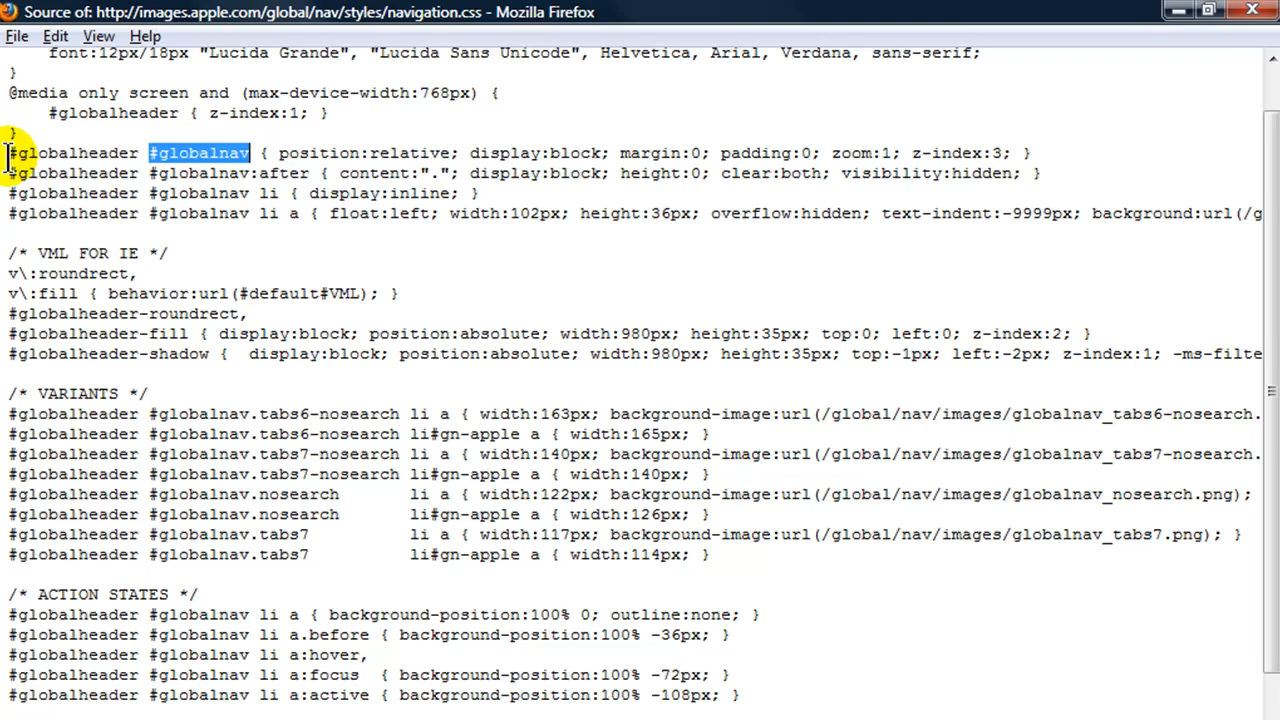 Source of: http://images.apple.com/global/nav/styles/navigation.css - Mozilla Firefox
File Edit View Help
font:12px/18px "Lucida Grande", "Lucida Sans Unicode", Helvetica, Arial, Verdana, sans-serif;
}
@media only screen and (max-device-width:768px) {
#globalheader { z-index:1; }
}
#globalheader #globalnav { position:relative; display:block; margin:0; padding:0; zoom:1; z-index:3; }
#globalheader #globalnav:after { content:"."; display:block; height:0; clear:both; visibility:hidden; }
#globalheader #globalnav li { display:inline; }
#globalheader #globalnav li a { float:left; width:102px; height:36px; overflow:hidden; text-indent:-9999px; background:url(/g
/* VML FOR IE */
v\:roundrect,
v\:fill { behavior:url(#default#VML); }
#globalheader-roundrect,
#globalheader-fill { display:block; position:absolute; width:980px; height:35px; top:0; left:0; z-index:2; }
#globalheader-shadow {  display:block; position:absolute; width:980px; height:35px; top:-1px; left:-2px; z-index:1; -ms-filte
/* VARIANTS */
#globalheader #globalnav.tabs6-nosearch li a { width:163px; background-image:url(/global/nav/images/globalnav_tabs6-nosearch.
#globalheader #globalnav.tabs6-nosearch li#gn-apple a { width:165px; }
#globalheader #globalnav.tabs7-nosearch li a { width:140px; background-image:url(/global/nav/images/globalnav_tabs7-nosearch.
#globalheader #globalnav.tabs7-nosearch li#gn-apple a { width:140px; }
#globalheader #globalnav.nosearch       li a { width:122px; background-image:url(/global/nav/images/globalnav_nosearch.png);
#globalheader #globalnav.nosearch       li#gn-apple a { width:126px; }
#globalheader #globalnav.tabs7          li a { width:117px; background-image:url(/global/nav/images/globalnav_tabs7.png); }
#globalheader #globalnav.tabs7          li#gn-apple a { width:114px; }
/* ACTION STATES */
#globalheader #globalnav li a { background-position:100% 0; outline:none; }
#globalheader #globalnav li a.before { background-position:100% -36px; }
#globalheader #globalnav li a:hover,
#globalheader #globalnav li a:focus  { background-position:100% -72px; }
#globalheader #globalnav li a:active { background-position:100% -108px; }